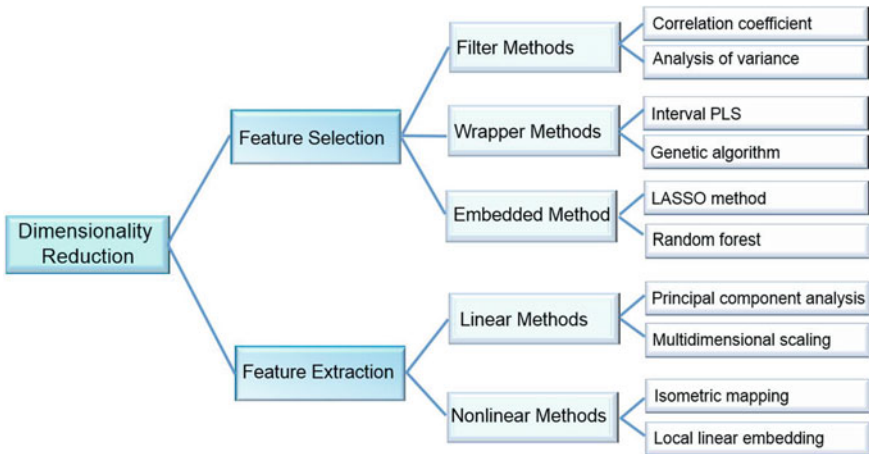 Dimensionality
Reduction
Feature Selection
Filter Methods
Correlation coefficient
Analysis of variance
Wrapper Methods
Interval PLS
Genetic algorithm
Embedded Method
LASSO method
Random forest
Feature Extraction
Linear Methods
Principal component analysis
Multidimensional scaling
Nonlinear Methods
Isometric mapping
Local linear embedding